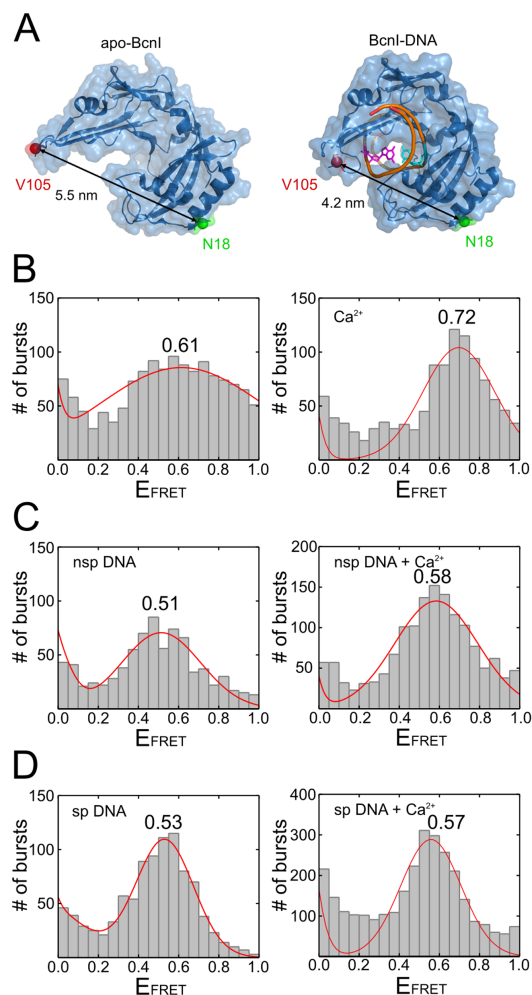 A
apo-BcnI
BcnI-DNA
V105
5.5 nm
N18
V105
4.2 nm
N18
B
150
100
50
# of bursts
0.61
0.0 0.2 0.4 0.6 0.8 1.0
EFRET
150
100
50
# of bursts
Ca²⁺
0.72
0.0 0.2 0.4 0.6 0.8 1.0
EFRET
C
150
100
50
# of bursts
nsp DNA
0.51
0.0 0.2 0.4 0.6 0.8 1.0
EFRET
200
150
100
50
# of bursts
nsp DNA + Ca²⁺
0.58
0.0 0.2 0.4 0.6 0.8 1.0
EFRET
D
150
100
50
# of bursts
sp DNA
0.53
0.0 0.2 0.4 0.6 0.8 1.0
EFRET
400
300
200
100
# of bursts
sp DNA + Ca²⁺
0.57
0.0 0.2 0.4 0.6 0.8 1.0
EFRET